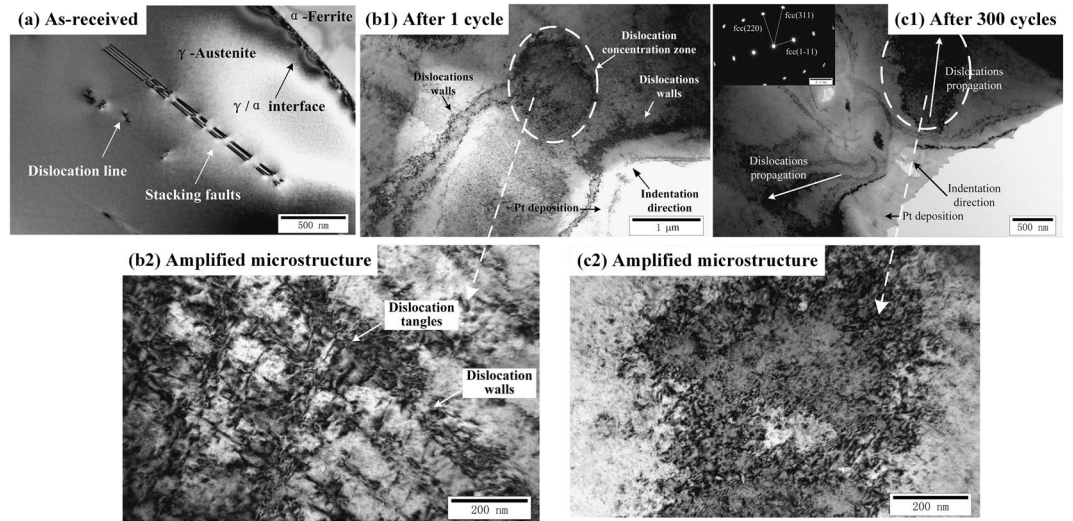 (a) As-received
α-Ferrite
γ-Austenite
γ/α interface
Dislocation line
Stacking faults
500 nm
(b1) After 1 cycle
Dislocation
concentration zone
Dislocations
walls
Dislocations
walls
Pt deposition
Indentation
direction
1 μm
fcc(220)
fcc(311)
fcc(1-11)
(c1) After 300 cycles
Dislocations
propagation
Dislocations
propagation
Indentation
direction
Pt deposition
500 nm
(b2) Amplified microstructure
Dislocation
tangles
Dislocation
walls
200 nm
(c2) Amplified microstructure
200 nm